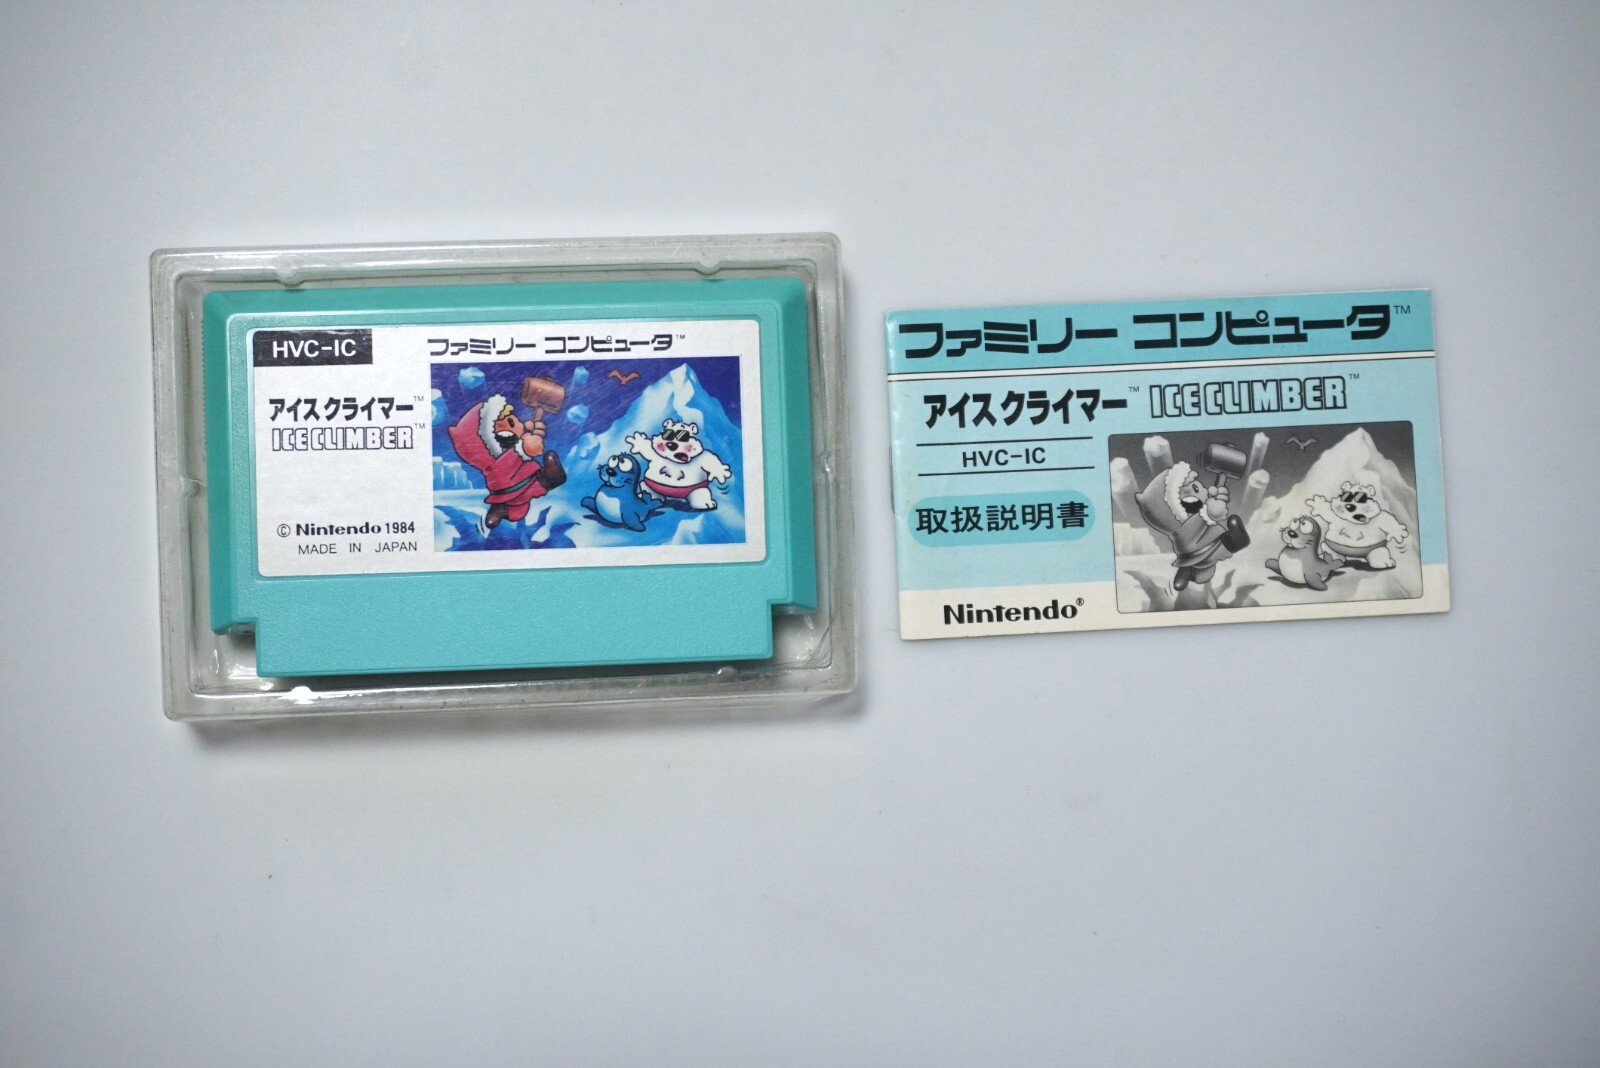 HVC-IC
ファミリー コンピュータ™
アイスクライマー™
ICE CLIMBER™
© Nintendo 1984
MADE IN JAPAN
ファミリー コンピュータ™
アイスクライマー™ ICE CLIMBER™
HVC-IC
取扱説明書
Nintendo®